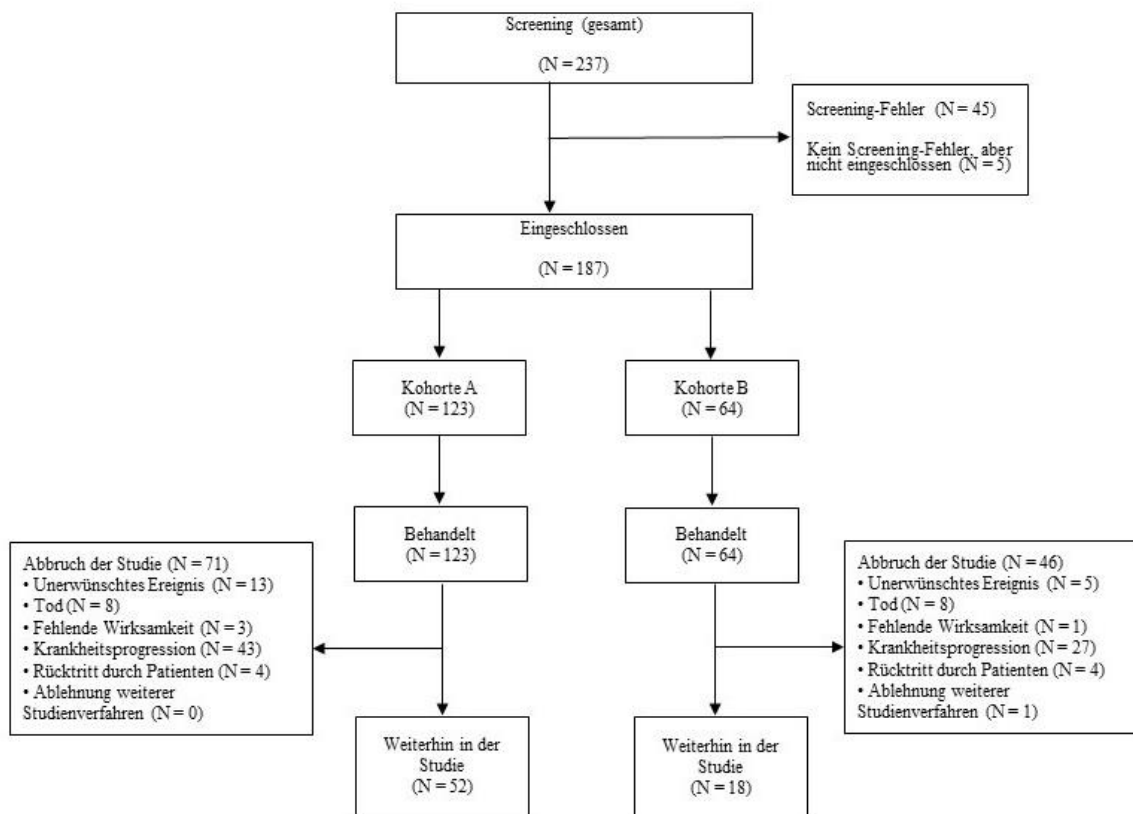 Screening (gesamt)
(N = 237)
Screening-Fehler (N = 45)
Kein Screening-Fehler, aber
nicht eingeschlossen (N = 5)
Eingeschlossen
(N = 187)
Kohorte A
(N = 123)
Kohorte B
(N = 64)
Behandelt
(N = 123)
Behandelt
(N = 64)
Abbruch der Studie (N = 71)
• Unerwünschtes Ereignis (N = 13)
• Tod (N = 8)
• Fehlende Wirksamkeit (N = 3)
• Krankheitsprogression (N = 43)
• Rücktritt durch Patienten (N = 4)
• Ablehnung weiterer
Studienverfahren (N = 0)
Abbruch der Studie (N = 46)
• Unerwünschtes Ereignis (N = 5)
• Tod (N = 8)
• Fehlende Wirksamkeit (N = 1)
• Krankheitsprogression (N = 27)
• Rücktritt durch Patienten (N = 4)
• Ablehnung weiterer
Studienverfahren (N = 1)
Weiterhin in der
Studie
(N = 52)
Weiterhin in der
Studie
(N = 18)